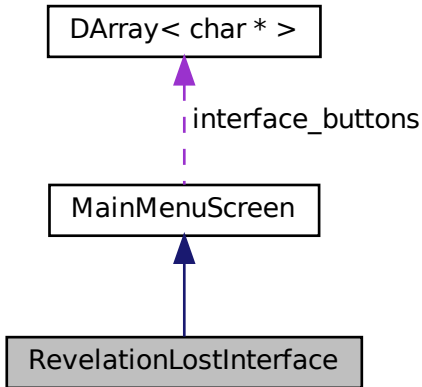 DArray< char * >
interface_buttons
MainMenuScreen
RevelationLostInterface